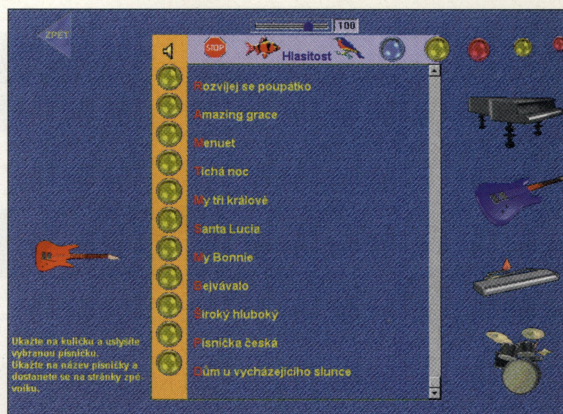 ZPĚT
100
STOP
Hlasitost
Rozvíjej se poupátko
Amazing grace
Menuet
Tichá noc
My tři králové
Santa Lucia
My Bonnie
Bejvávalo
Široký hluboký
Písnička česká
Dům u vycházejícího slunce
Ukažte na kuličku a uslyšíte
vybranou písničku.
Ukažte na název písničky a
dostanete se na stránky zpě-
vníku.